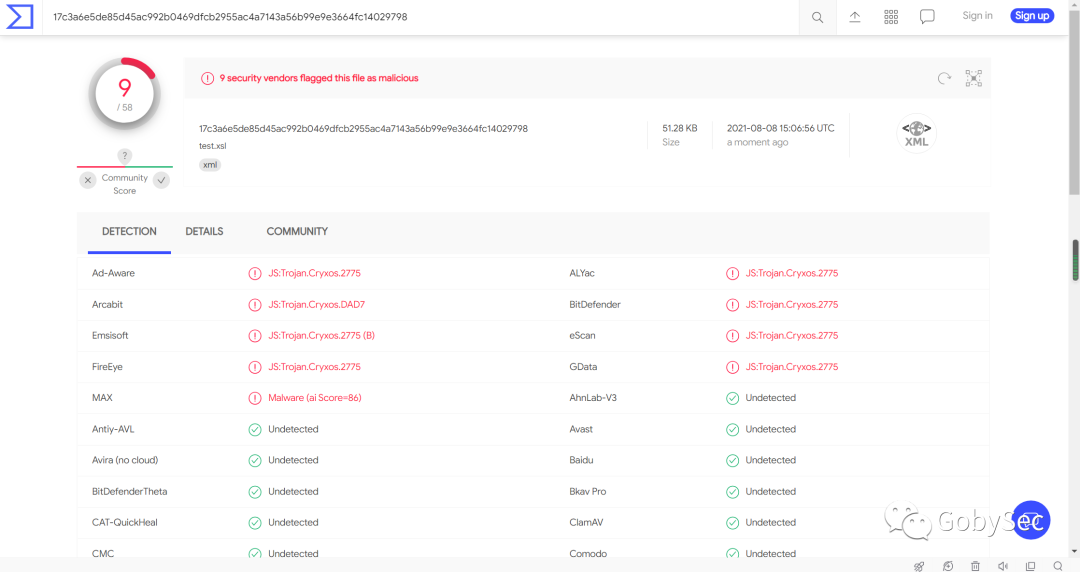 17c3a6e5de85d45ac992b0469dfcb2955ac4a7143a56b99e9e3664fc14029798
Sign in
Sign up
9
/ 58
?
Community
Score
9 security vendors flagged this file as malicious
17c3a6e5de85d45ac992b0469dfcb2955ac4a7143a56b99e9e3664fc14029798
test.xsl
xml
51.28 KB
Size
2021-08-08 15:06:56 UTC
a moment ago
<>
XML
DETECTION DETAILS COMMUNITY
Ad-Aware JS:Trojan.Cryxos.2775 ALYac JS:Trojan.Cryxos.2775
Arcabit JS:Trojan.Cryxos.DAD7 BitDefender JS:Trojan.Cryxos.2775
Emsisoft JS:Trojan.Cryxos.2775 (B) eScan JS:Trojan.Cryxos.2775
FireEye JS:Trojan.Cryxos.2775 GData JS:Trojan.Cryxos.2775
MAX Malware (ai Score=86) AhnLab-V3 Undetected
Antiy-AVL Undetected Avast Undetected
Avira (no cloud) Undetected Baidu Undetected
BitDefenderTheta Undetected Bkav Pro Undetected
CAT-QuickHeal Undetected ClamAV Undetected
CMC Undetected Comodo Undetected
GobySec